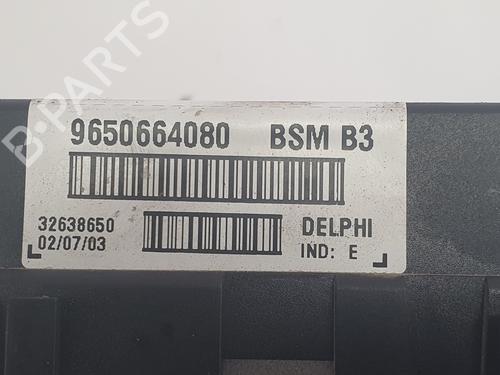 9650664080 BSM B3
32638650
02/07/03
DELPHI
IND: E
B-PARTS